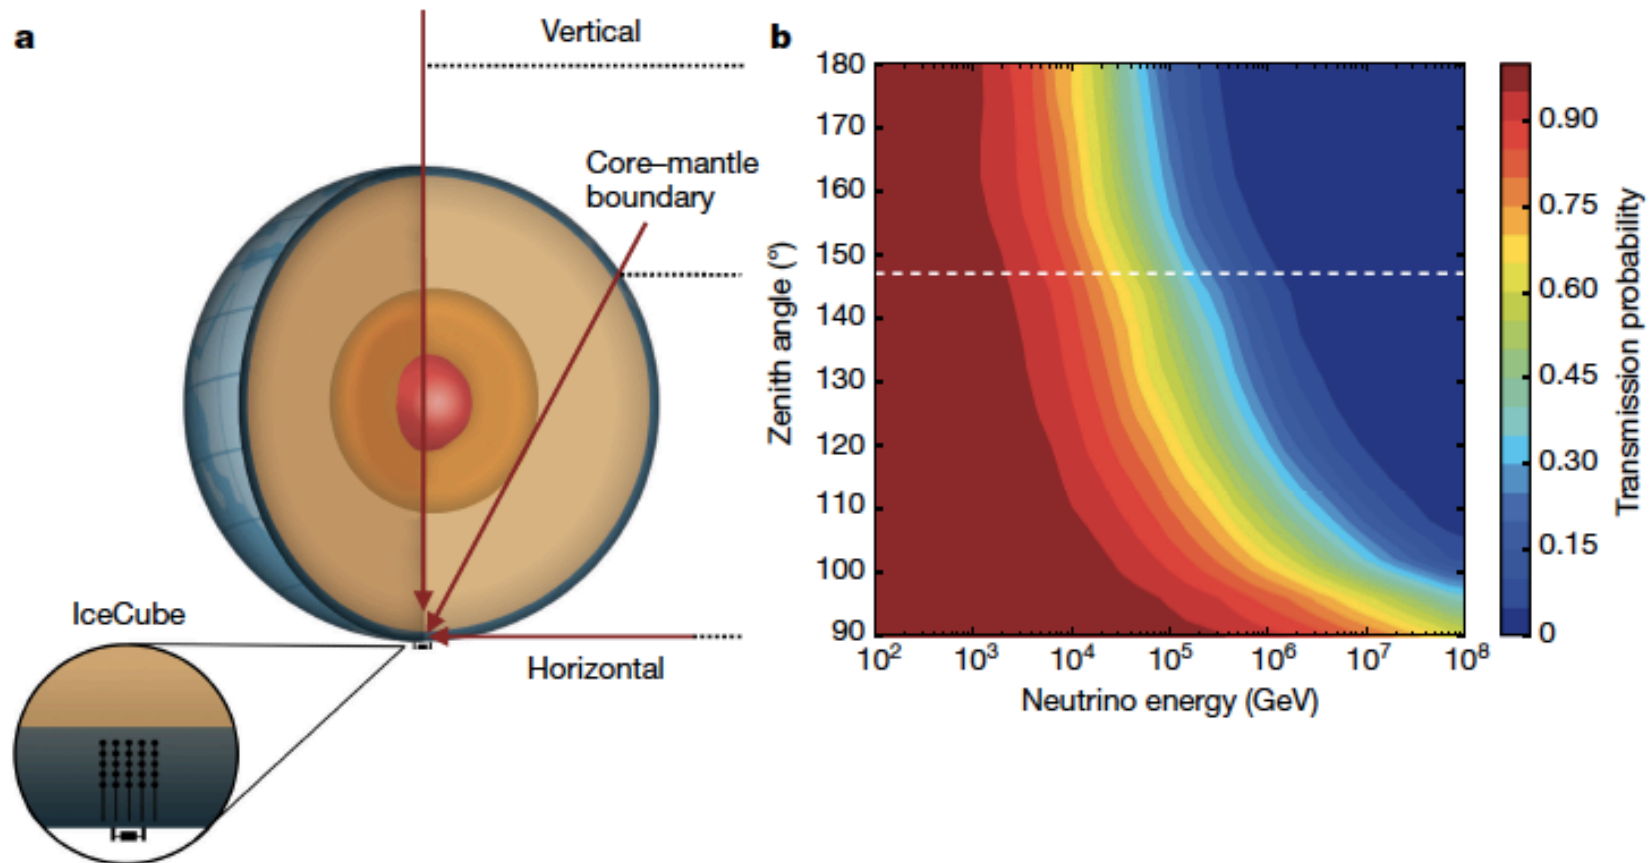 a
Vertical
Core–mantle
boundary
IceCube
Horizontal
b
180
170
160
150
140
130
120
110
100
90
Zenith angle (°)
10² 10³ 10⁴ 10⁵ 10⁶ 10⁷ 10⁸
Neutrino energy (GeV)
0.90
0.75
0.60
0.45
0.30
0.15
0
Transmission probability